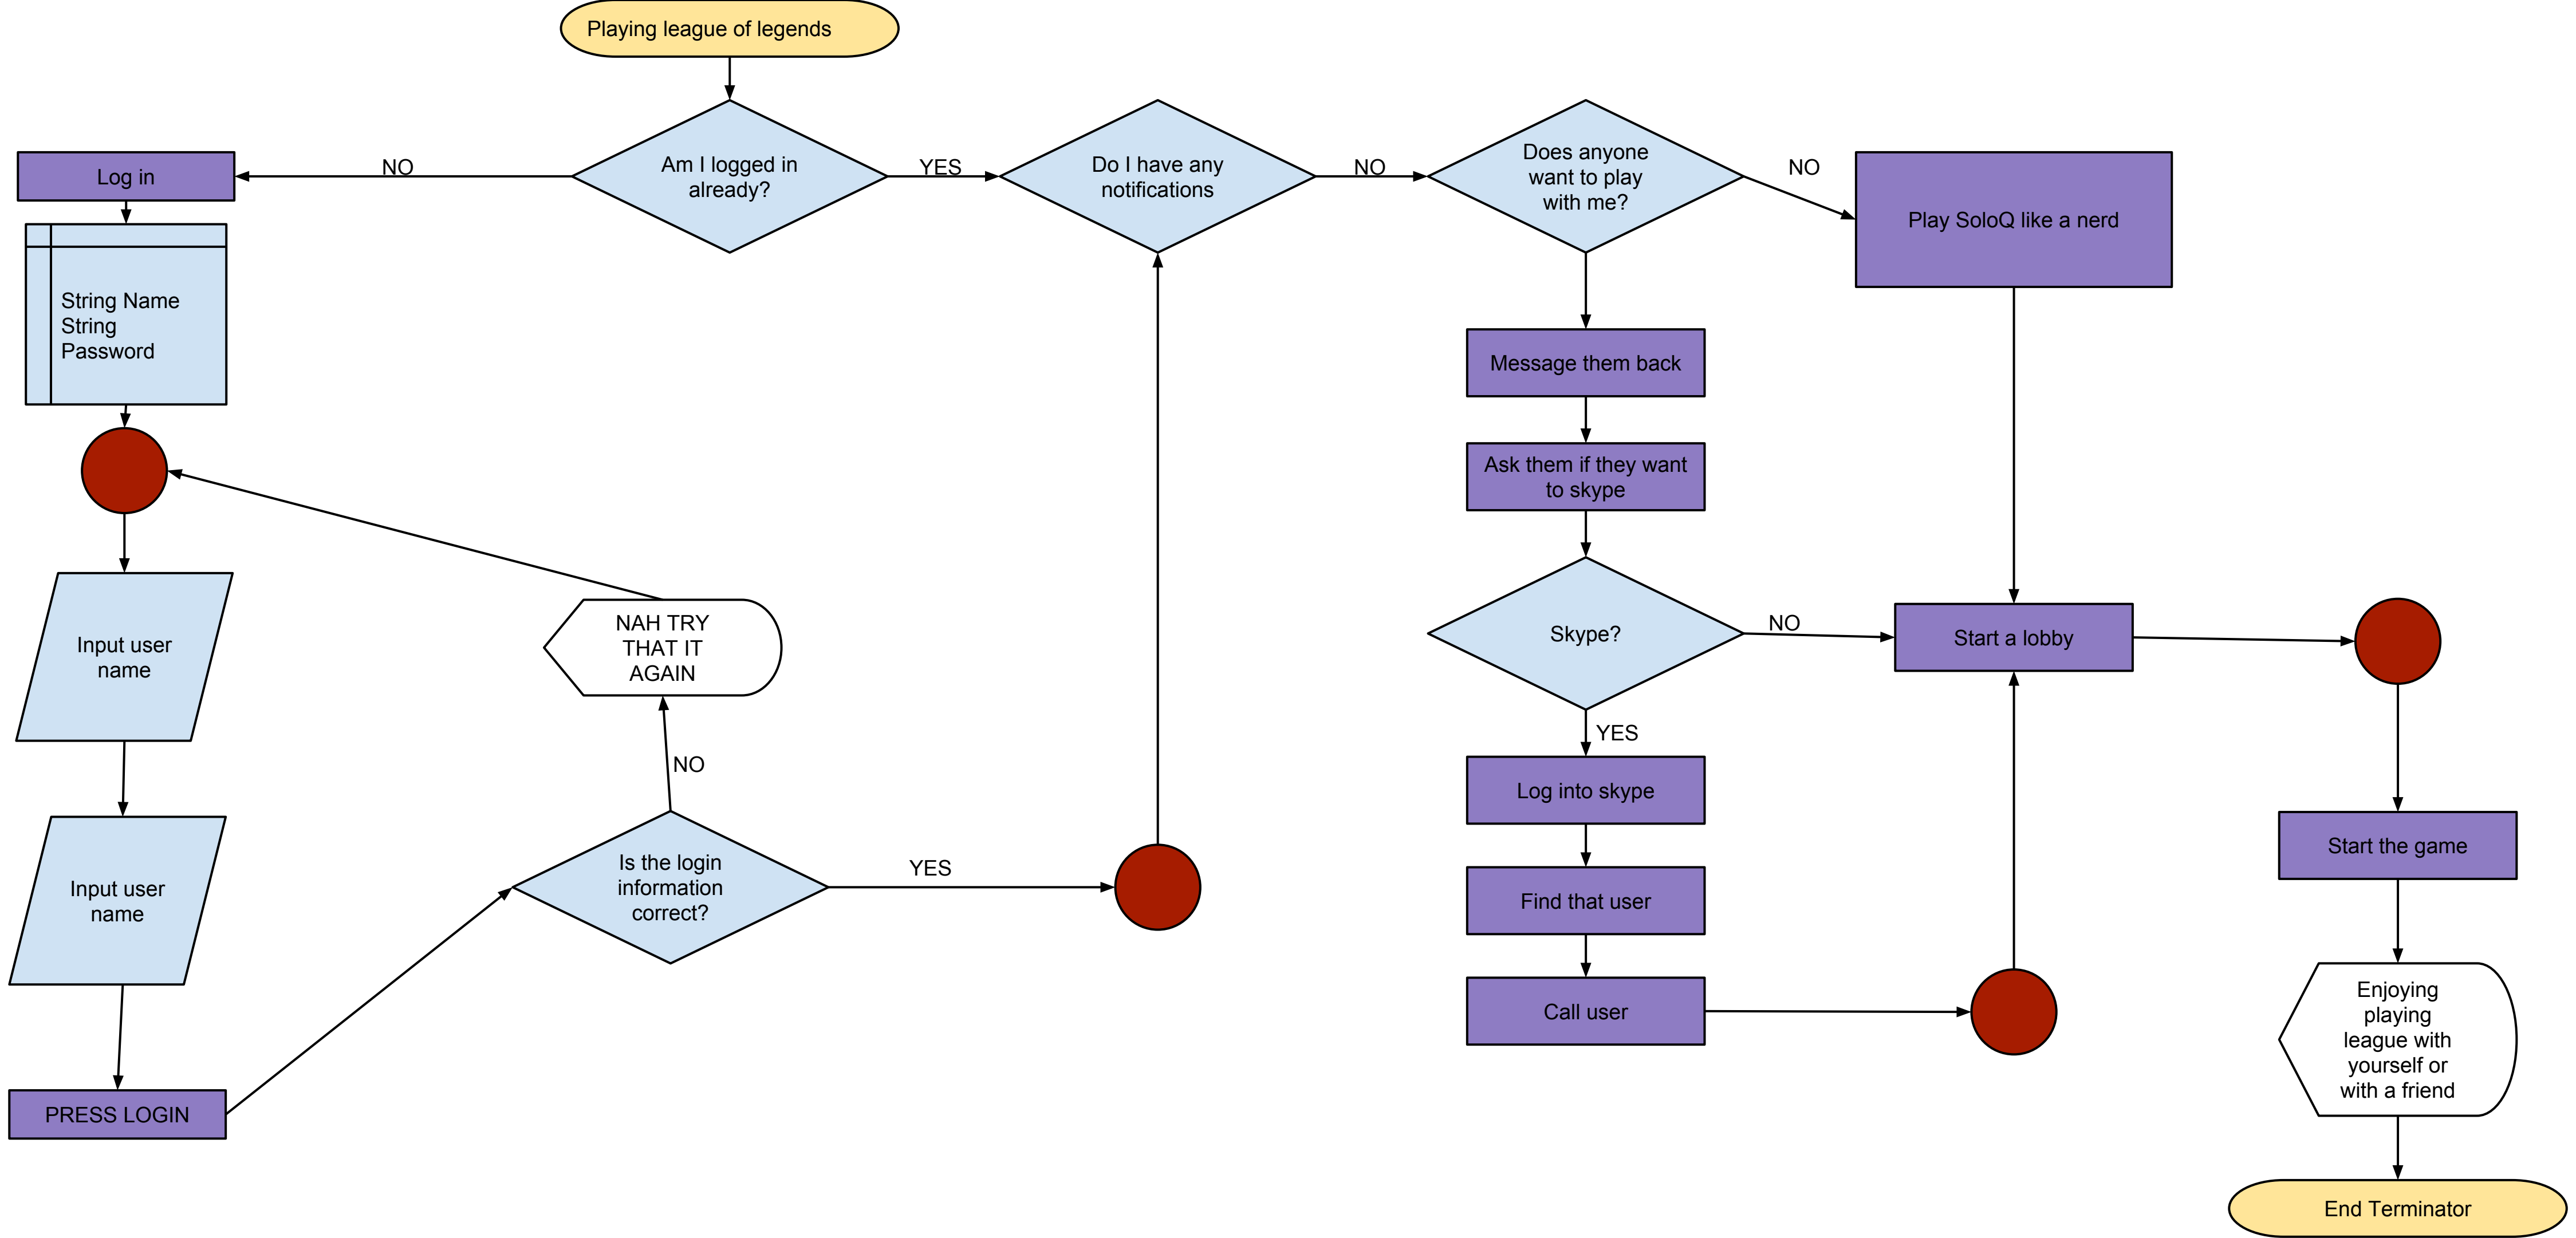 Playing league of legends
Am I logged in
already?
NO
YES
Log in
String Name
String
Password
Input user
name
Input user
name
PRESS LOGIN
Is the login
information
correct?
NO
NAH TRY
THAT IT
AGAIN
YES
Do I have any
notifications
NO
Does anyone
want to play
with me?
NO
Play SoloQ like a nerd
Message them back
Ask them if they want
to skype
Skype?
NO
YES
Log into skype
Find that user
Call user
Start a lobby
Start the game
Enjoying
playing
league with
yourself or
with a friend
End Terminator